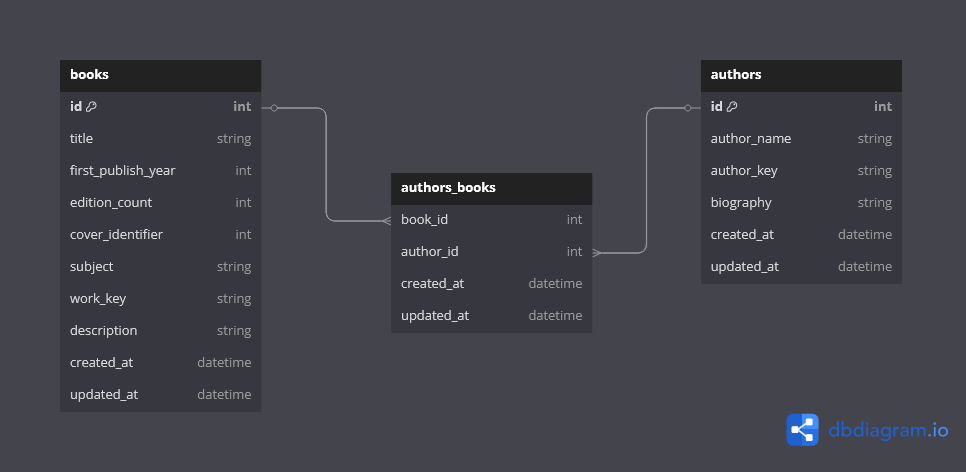 books
id int
title string
first_publish_year int
edition_count int
cover_identifier int
subject string
work_key string
description string
created_at datetime
updated_at datetime
authors_books
book_id int
author_id int
created_at datetime
updated_at datetime
authors
id int
author_name string
author_key string
biography string
created_at datetime
updated_at datetime
dbdiagram.io